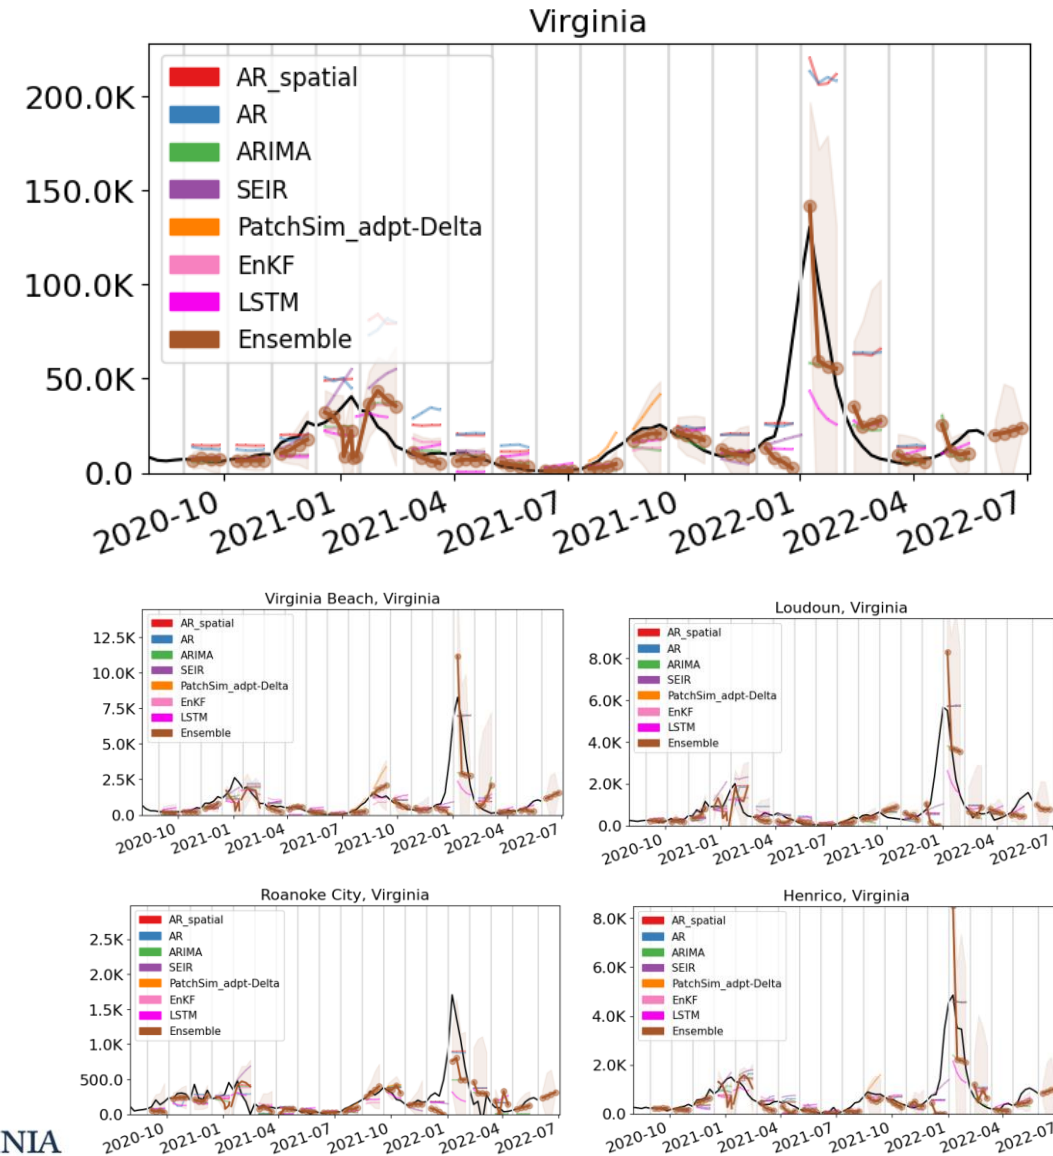 Virginia
200.0K
150.0K
100.0K
50.0K
0.0
AR_spatial
AR
ARIMA
SEIR
PatchSim_adpt-Delta
EnKF
LSTM
Ensemble
2020-10
2021-01
2021-04
2021-07
2021-10
2022-01
2022-04
2022-07
Virginia Beach, Virginia
12.5K
10.0K
7.5K
5.0K
2.5K
0.0
AR_spatial
AR
ARIMA
SEIR
PatchSim_adpt-Delta
EnKF
LSTM
Ensemble
2020-10
2021-01
2021-04
2021-07
2021-10
2022-01
2022-04
2022-07
Loudoun, Virginia
8.0K
6.0K
4.0K
2.0K
0.0
AR_spatial
AR
ARIMA
SEIR
PatchSim_adpt-Delta
EnKF
LSTM
Ensemble
2020-10
2021-01
2021-04
2021-07
2021-10
2022-01
2022-04
2022-07
Roanoke City, Virginia
2.5K
2.0K
1.5K
1.0K
500.0
0.0
AR_spatial
AR
ARIMA
SEIR
PatchSim_adpt-Delta
EnKF
LSTM
Ensemble
2020-10
2021-01
2021-04
2021-07
2021-10
2022-01
2022-04
2022-07
Henrico, Virginia
8.0K
6.0K
4.0K
2.0K
0.0
AR_spatial
AR
ARIMA
SEIR
PatchSim_adpt-Delta
EnKF
LSTM
Ensemble
2020-10
2021-01
2021-04
2021-07
2021-10
2022-01
2022-04
2022-07
NIA